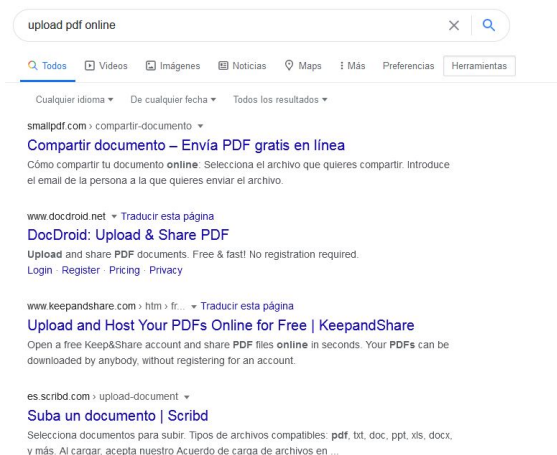 upload pdf online
Todos Videos Imágenes Noticias Maps Más Preferencias Herramientas
Cualquier idioma De cualquier fecha Todos los resultados
smallpdf.com › compartir-documento
Compartir documento – Envía PDF gratis en línea
Cómo compartir tu documento online: Selecciona el archivo que quieres compartir. Introduce
el email de la persona a la que quieres enviar el archivo.
www.docdroid.net Traducir esta página
DocDroid: Upload & Share PDF
Upload and share PDF documents. Free & fast! No registration required.
Login · Register · Pricing · Privacy
www.keepandshare.com › htm › fr... Traducir esta página
Upload and Host Your PDFs Online for Free | KeepandShare
Open a free Keep&Share account and share PDF files online in seconds. Your PDFs can be
downloaded by anybody, without registering for an account.
es.scribd.com › upload-document
Suba un documento | Scribd
Selecciona documentos para subir. Tipos de archivos compatibles: pdf, txt, doc, ppt, xls, docx,
y más. Al cargar, acepta nuestro Acuerdo de carga de archivos en ...